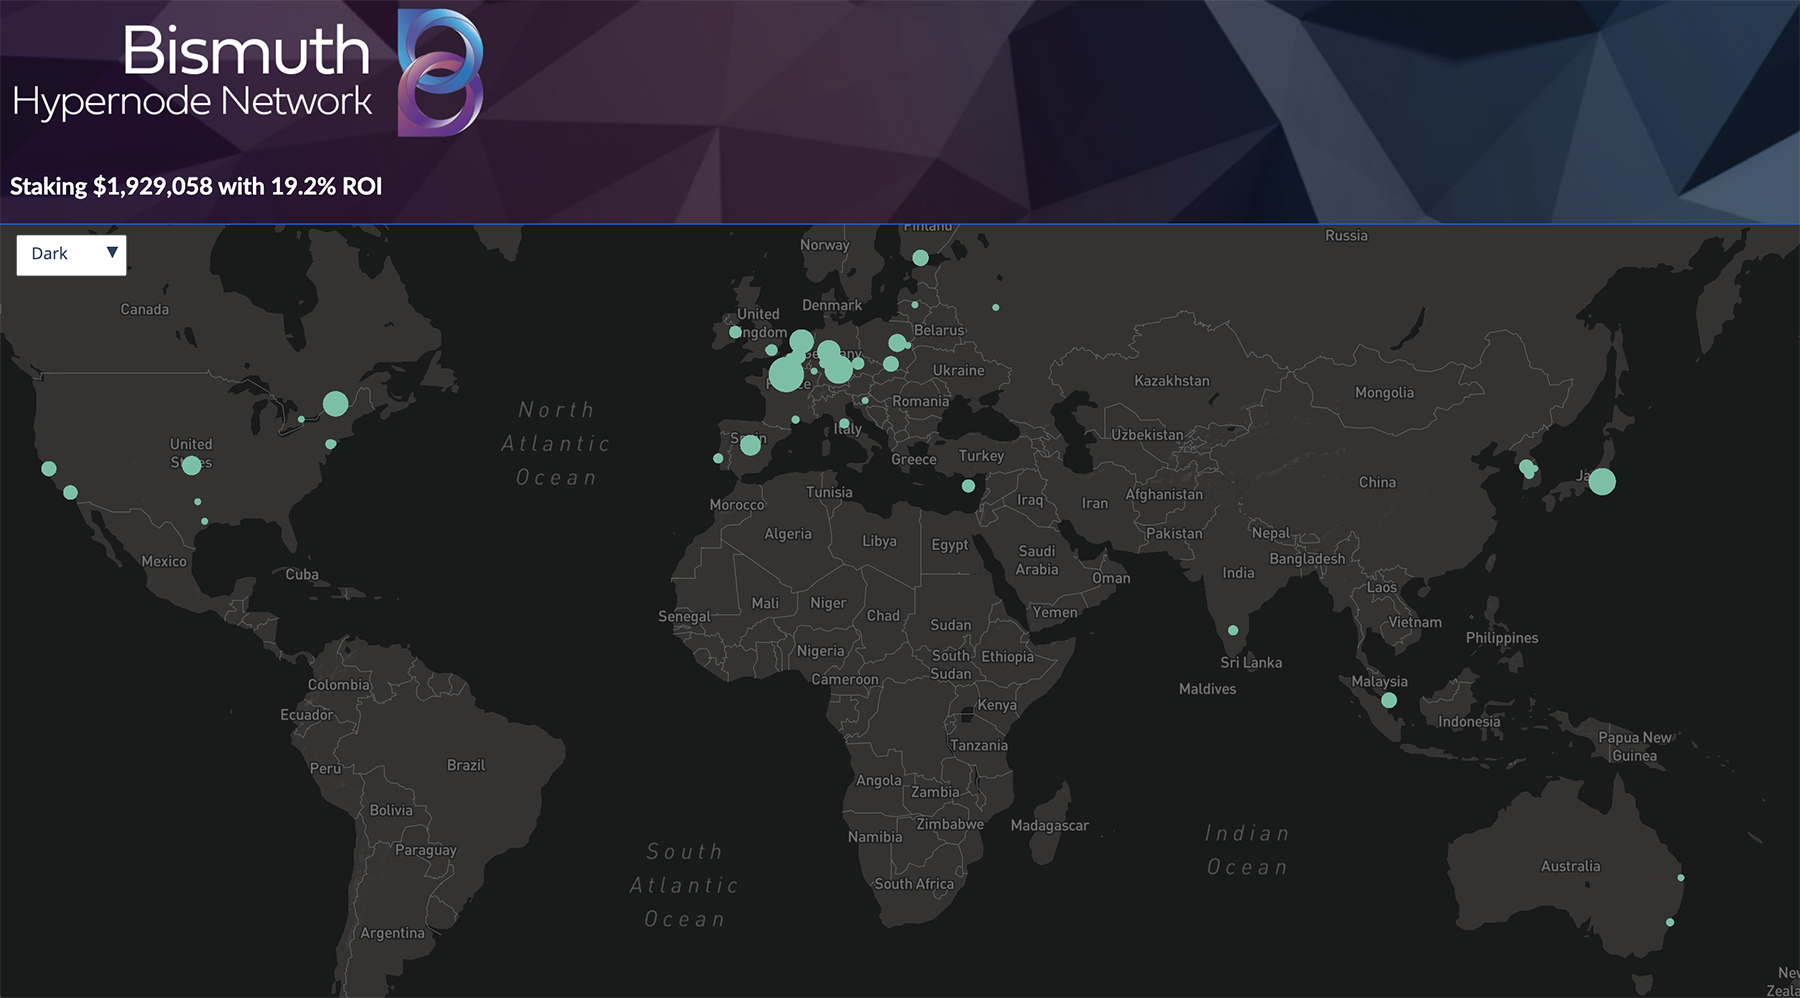 Bismuth
Hypernode Network
Staking $1,929,058 with 19.2% ROI
Dark
Finland
Norway
Russia
Canada
Denmark
United
Kingdom
Belarus
Germany
Ukraine
France
Kazakhstan
Mongolia
Romania
North
Atlantic
Ocean
Italy
Uzbekistan
United
States
Spain
Greece
Turkey
Japan
China
Tunisia
Afghanistan
Iraq
Iran
Morocco
Algeria
Libya
Egypt
Pakistan
Nepal
Saudi
Arabia
Bangladesh
Mexico
Cuba
India
Oman
Laos
Mali
Niger
Chad
Yemen
Senegal
Sudan
Vietnam
Philippines
Nigeria
South
Sudan
Ethiopia
Sri Lanka
Cameroon
Colombia
Malaysia
Maldives
Kenya
Ecuador
Indonesia
Papua New
Guinea
Tanzania
Brazil
Peru
Angola
Zambia
Bolivia
Zimbabwe
Madagascar
Namibia
Indian
Ocean
Paraguay
South
Atlantic
Ocean
Australia
South Africa
Argentina
New
Zeala